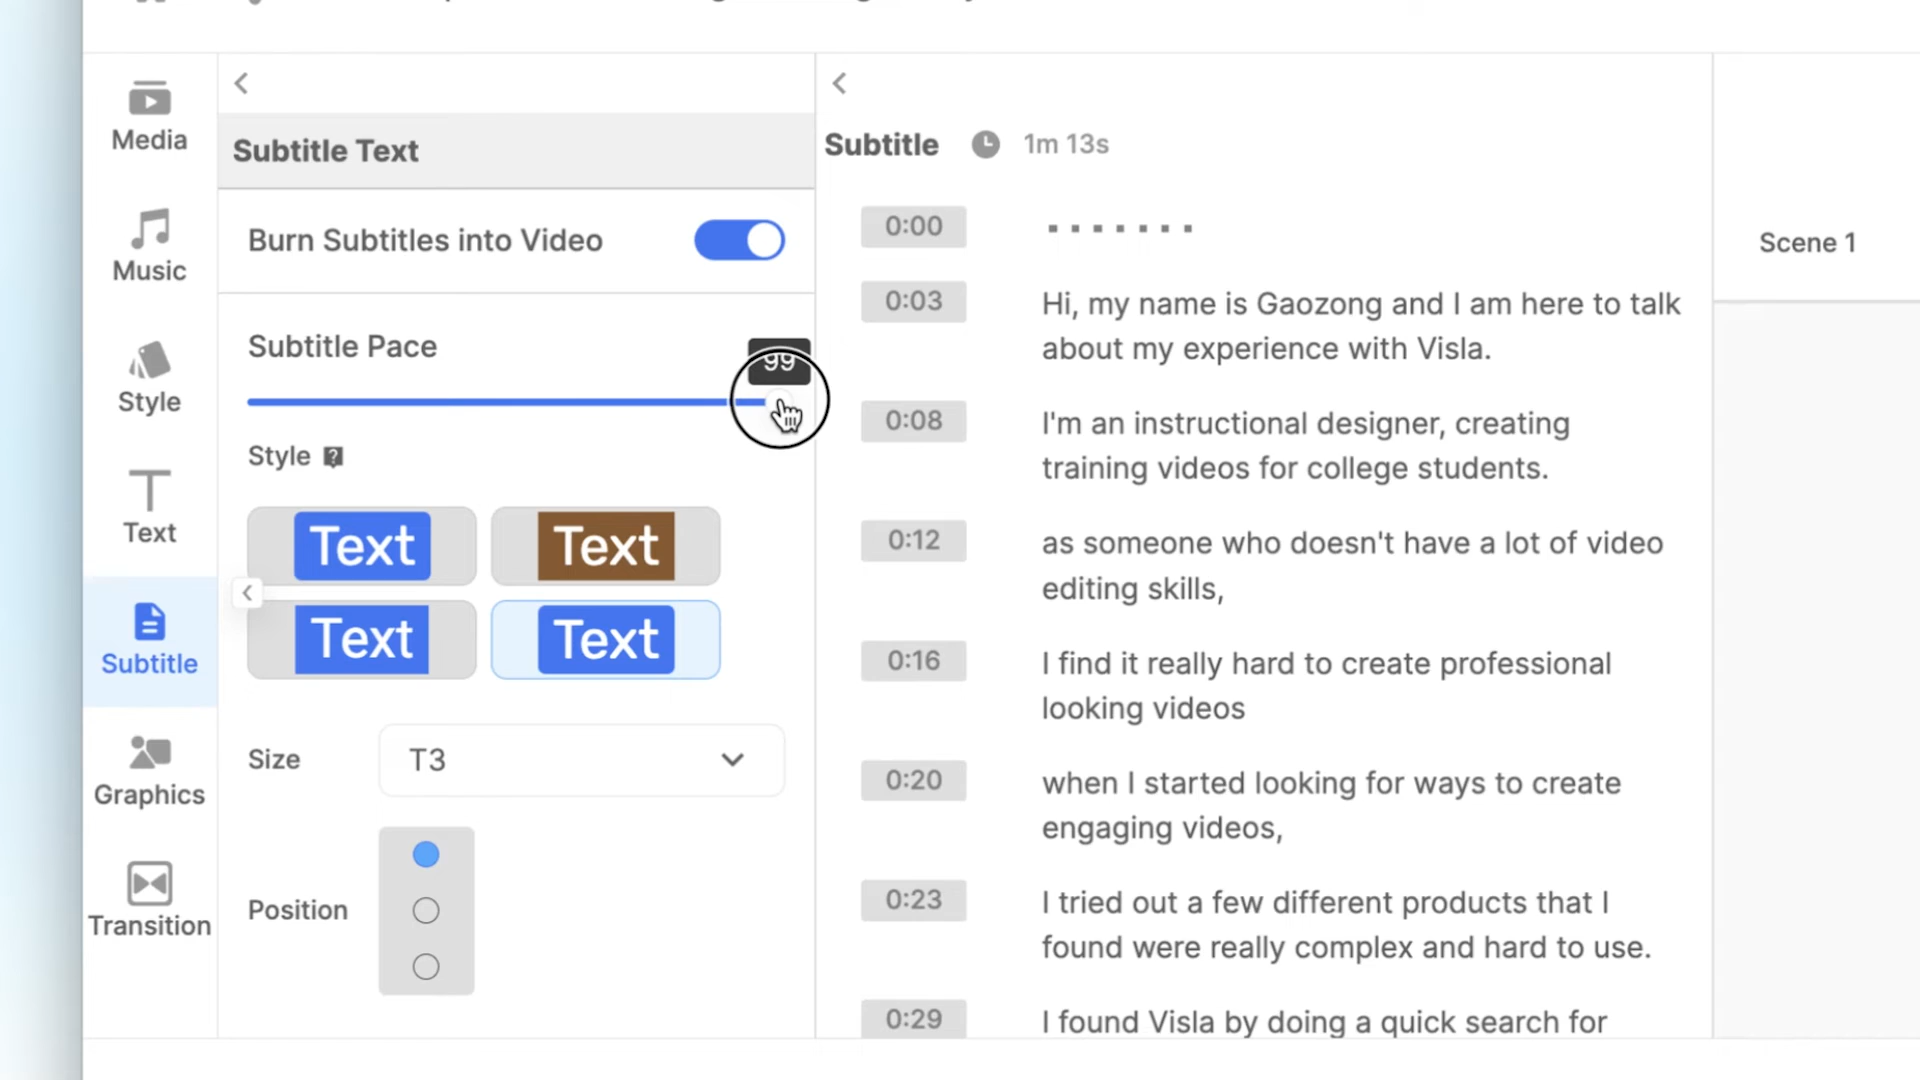 Media
Music
Style
Text
Subtitle
Graphics
Transition
Subtitle Text
Burn Subtitles into Video
Subtitle Pace
99
Style ?
Text Text
Text Text
Size T3
Position
Subtitle 1m 13s
0:00 .......
0:03 Hi, my name is Gaozong and I am here to talk
about my experience with Visla.
0:08 I'm an instructional designer, creating
training videos for college students.
0:12 as someone who doesn't have a lot of video
editing skills,
0:16 I find it really hard to create professional
looking videos
0:20 when I started looking for ways to create
engaging videos,
0:23 I tried out a few different products that I
found were really complex and hard to use.
0:29 I found Visla by doing a quick search for
Scene 1